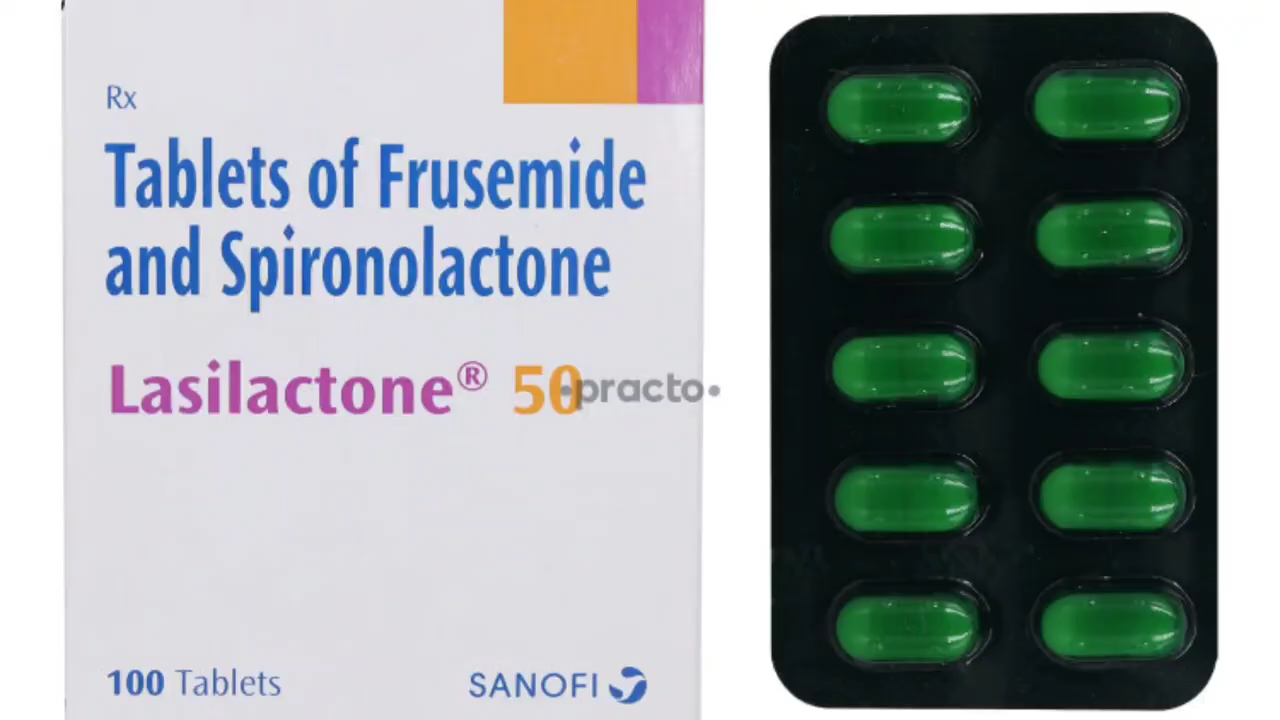 Rx
Tablets of Frusemide
and Spironolactone
Lasilactone® 50
•practo•
100 Tablets
SANOFI